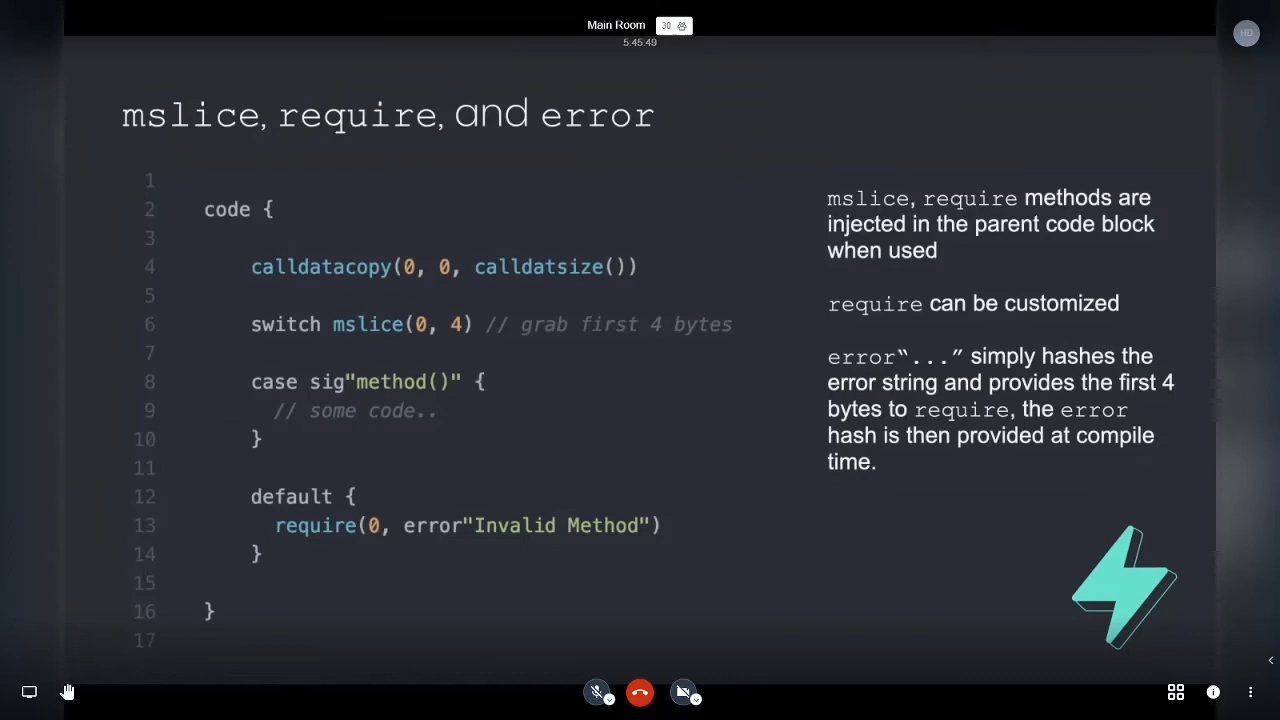 Main Room 30
5:45:49
HD
mslice, require, and error
1
2 code {
3
4 calldatacopy(0, 0, calldatsize())
5
6 switch mslice(0, 4) // grab first 4 bytes
7
8 case sig"method()" {
9 // some code..
10 }
11
12 default {
13 require(0, error"Invalid Method")
14 }
15
16 }
17
mslice, require methods are
injected in the parent code block
when used
require can be customized
error“...” simply hashes the
error string and provides the first 4
bytes to require, the error
hash is then provided at compile
time.